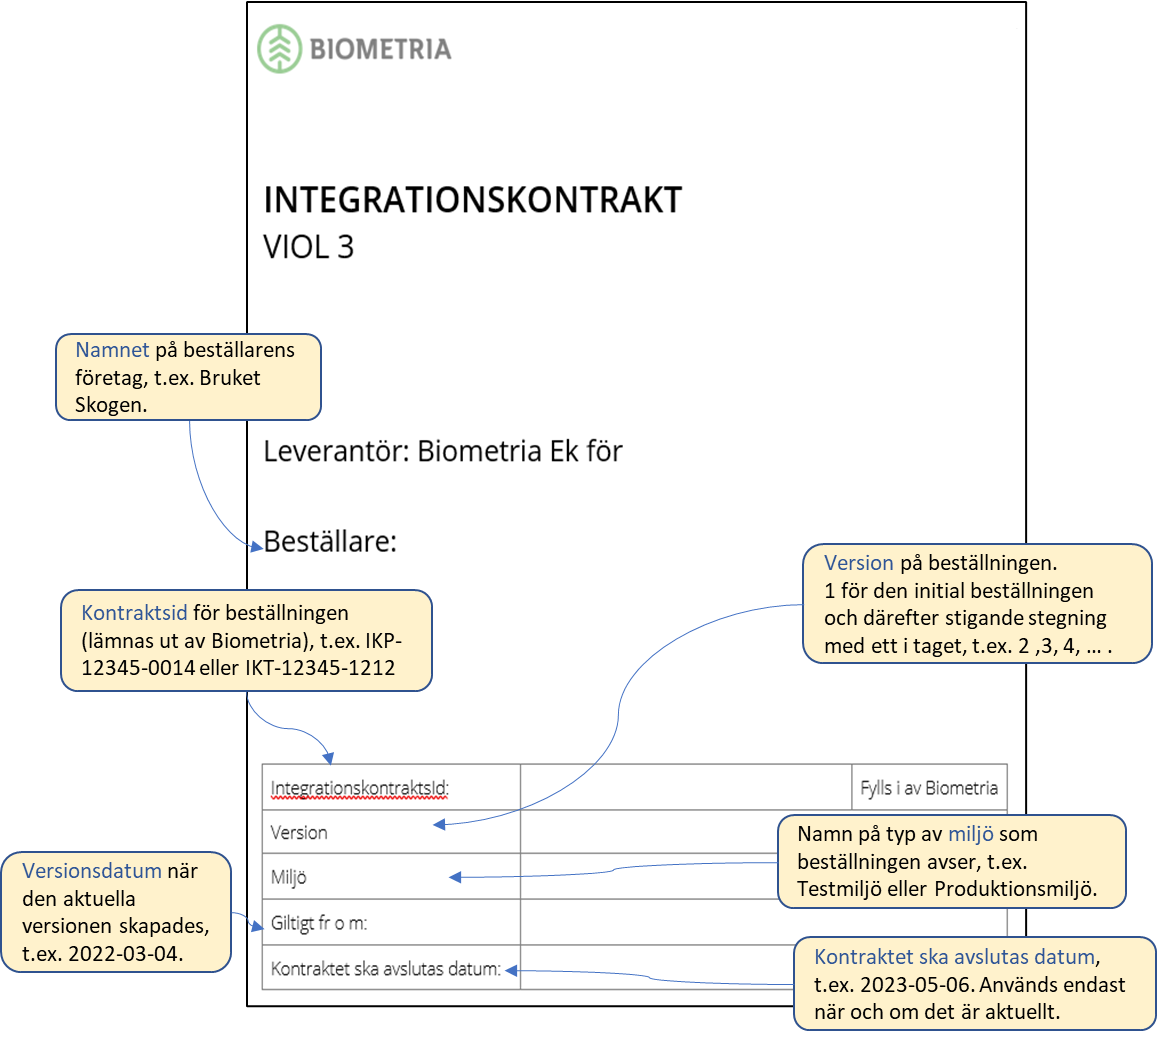 BIOMETRIA
INTEGRATIONSKONTRAKT
VIOL 3
Namnet på beställarens
företag, t.ex. Bruket
Skogen.
Leverantör: Biometria Ek för
Beställare:
Version på beställningen.
1 för den initial beställningen
och därefter stigande stegning
med ett i taget, t.ex. 2 ,3, 4, ... .
Kontraktsid för beställningen
(lämnas ut av Biometria), t.ex. IKP-
12345-0014 eller IKT-12345-1212
IntegrationskontraktsId:
Fylls i av Biometria
Version
Namn på typ av miljö som
beställningen avser, t.ex.
Testmiljö eller Produktionsmiljö.
Miljö
Versionsdatum när
den aktuella
versionen skapades,
t.ex. 2022-03-04.
Giltigt fr o m:
Kontraktet ska avslutas datum:
Kontraktet ska avslutas datum,
t.ex. 2023-05-06. Används endast
när och om det är aktuellt.